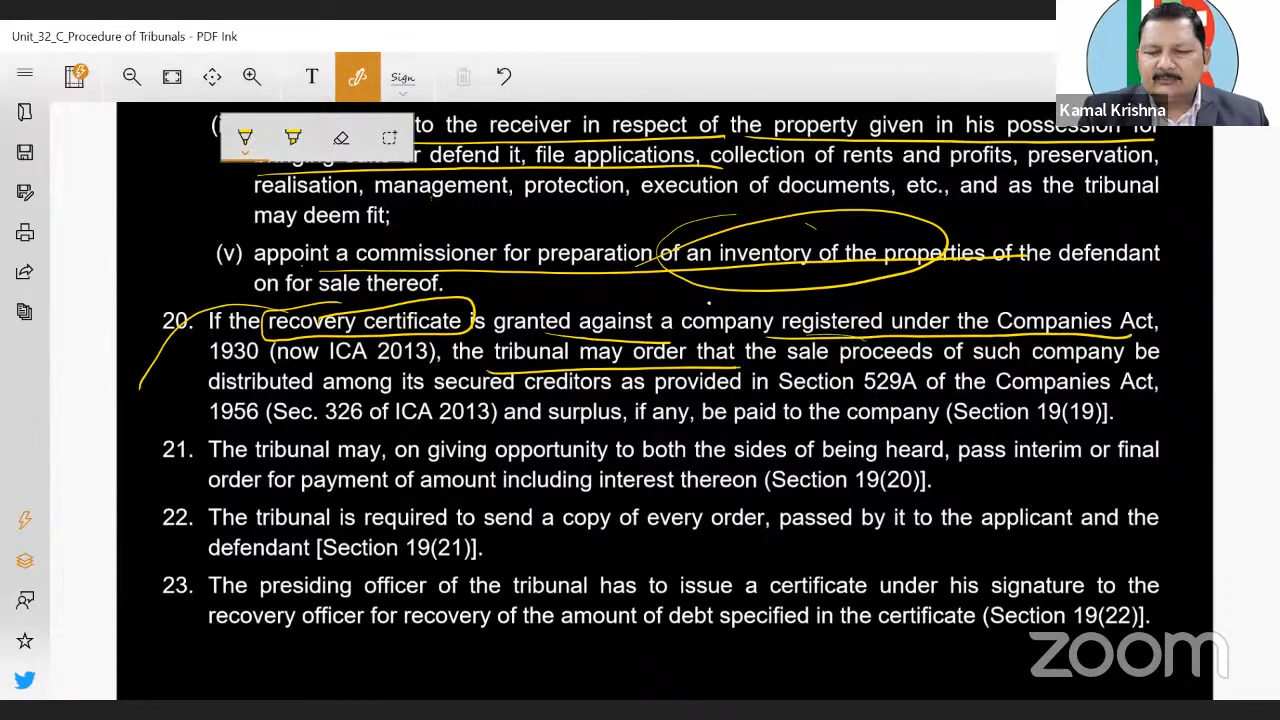 Unit_32_C_Procedure of Tribunals - PDF Ink
T
Sign
Kamal Krishna
to the receiver in respect of the property given in his possession for
defend it, file applications, collection of rents and profits, preservation,
realisation, management, protection, execution of documents, etc., and as the tribunal
may deem fit;
(v) appoint a commissioner for preparation of an inventory of the properties of the defendant
on for sale thereof.
20. If the recovery certificate is granted against a company registered under the Companies Act,
1930 (now ICA 2013), the tribunal may order that the sale proceeds of such company be
distributed among its secured creditors as provided in Section 529A of the Companies Act,
1956 (Sec. 326 of ICA 2013) and surplus, if any, be paid to the company (Section 19(19)].
21. The tribunal may, on giving opportunity to both the sides of being heard, pass interim or final
order for payment of amount including interest thereon (Section 19(20)].
22. The tribunal is required to send a copy of every order, passed by it to the applicant and the
defendant [Section 19(21)].
23. The presiding officer of the tribunal has to issue a certificate under his signature to the
recovery officer for recovery of the amount of debt specified in the certificate (Section 19(22)].
zoom